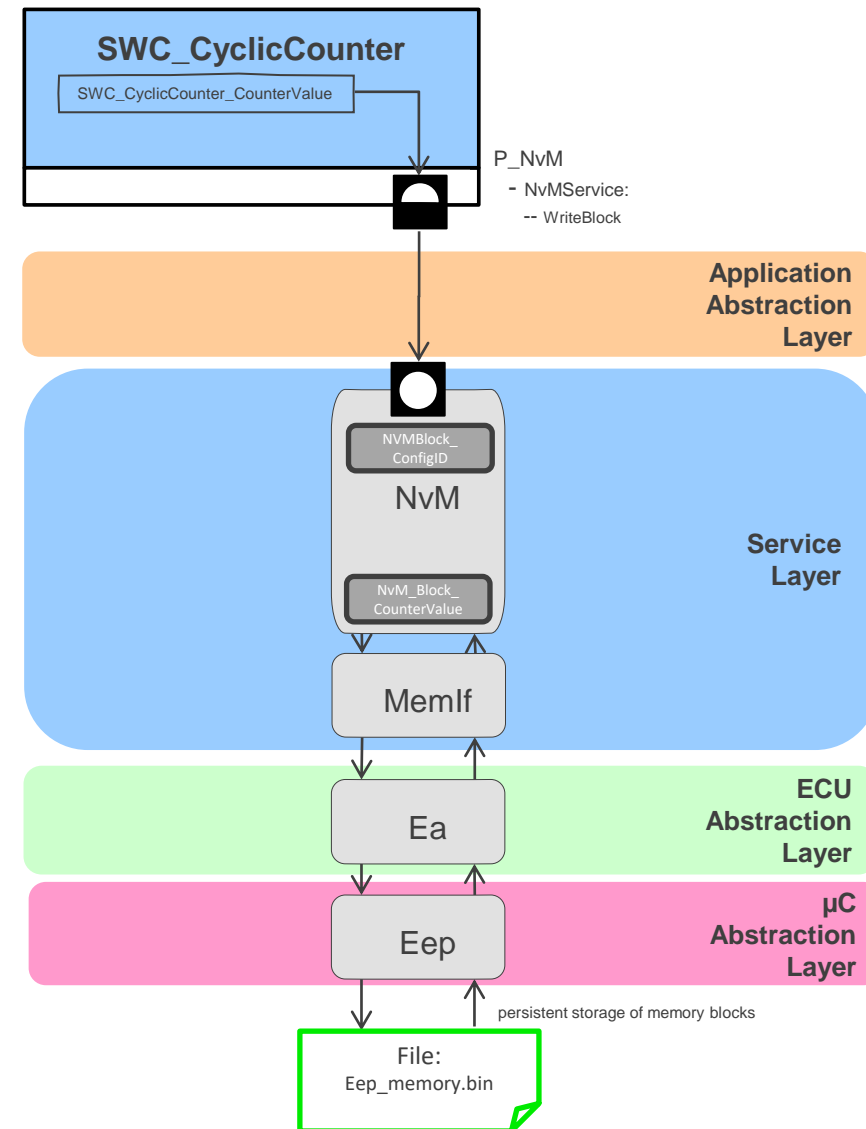 SWC_CyclicCounter
SWC_CyclicCounter_CounterValue
P_NvM
- NvMService:
-- WriteBlock
Application
Abstraction
Layer
NVMBlock_
ConfigID
NvM
Service
Layer
NvM_Block_
CounterValue
MemIf
ECU
Abstraction
Layer
Ea
µC
Abstraction
Layer
Eep
persistent storage of memory blocks
File:
Eep_memory.bin